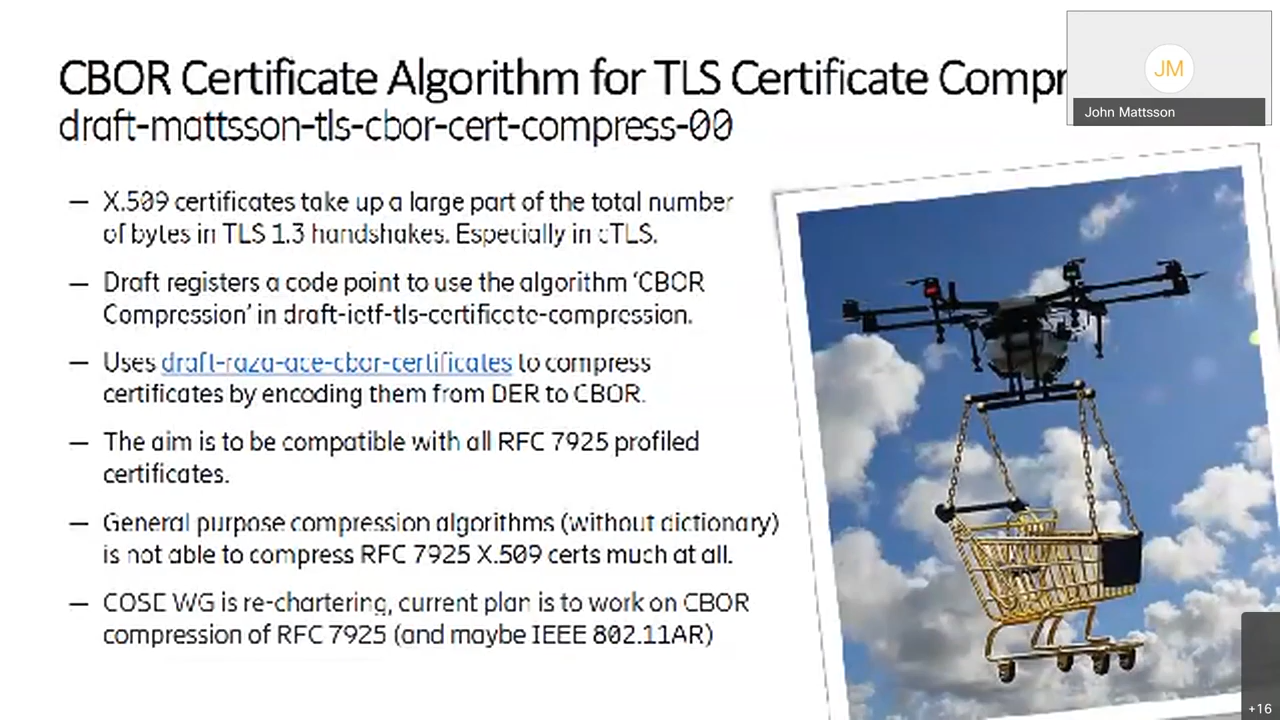 CBOR Certificate Algorithm for TLS Certificate Compr
draft-mattsson-tls-cbor-cert-compress-00
JM
John Mattsson
— X.509 certificates take up a large part of the total number
of bytes in TLS 1.3 handshakes. Especially in cTLS.
— Draft registers a code point to use the algorithm ‘CBOR
Compression’ in draft-ietf-tls-certificate-compression.
— Uses draft-raza-ace-cbor-certificates to compress
certificates by encoding them from DER to CBOR.
— The aim is to be compatible with all RFC 7925 profiled
certificates.
— General purpose compression algorithms (without dictionary)
is not able to compress RFC 7925 X.509 certs much at all.
— COSE WG is re-chartering, current plan is to work on CBOR
compression of RFC 7925 (and maybe IEEE 802.11AR)
+16